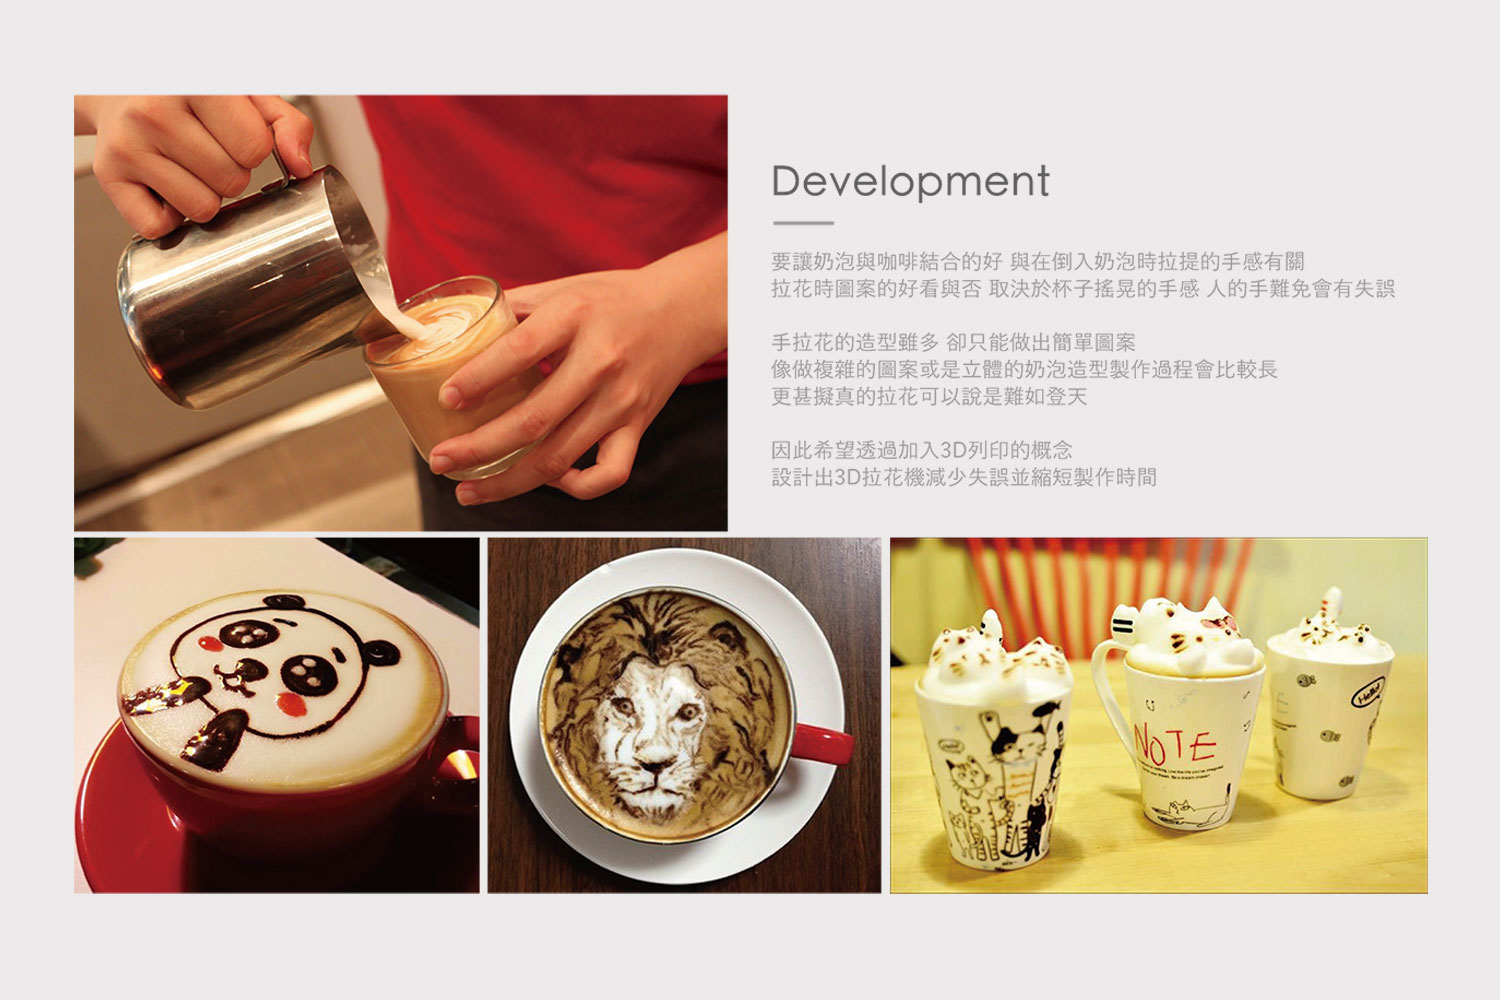 Development
要讓奶泡與咖啡結合的好 與在倒入奶泡時拉提的手感有關
拉花時圖案的好看與否 取決於杯子搖晃的手感 人的手難免會有失誤
手拉花的造型雖多 卻只能做出簡單圖案
像做複雜的圖案或是立體的奶泡造型製作過程會比較長
更甚擬真的拉花可以說是難如登天
因此希望透過加入3D列印的概念
設計出3D拉花機減少失誤並縮短製作時間
NOTE
Hello!